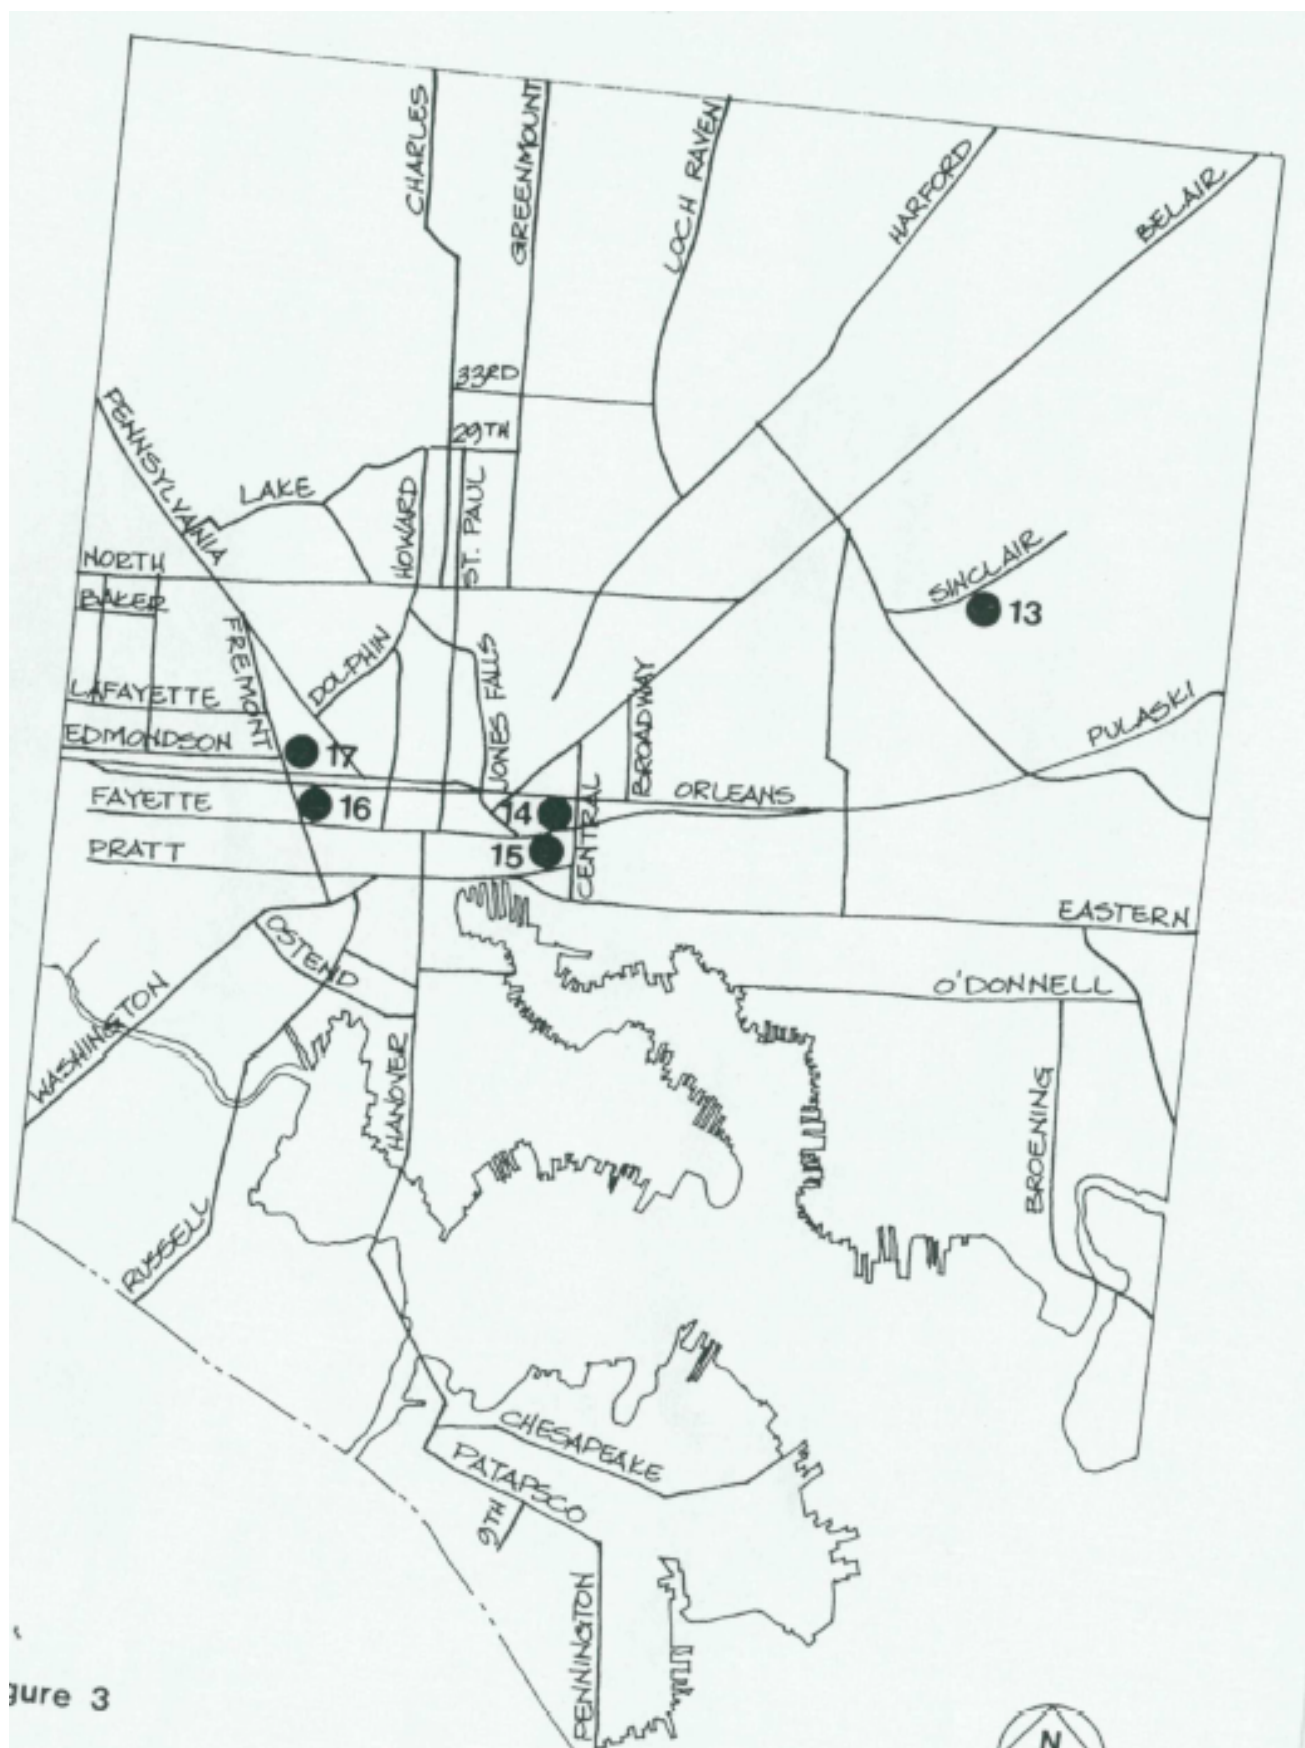 CHARLES
GREENMOUNT
LOCH RAVEN
HARFORD
BELAIR
33RD
PENNSYLVANIA
29TH
LAKE
HOWARD
ST. PAUL
NORTH
SINCLAIR
BAKER
13
FREMONT
DOLPHIN
JONES FALLS
BROADWAY
LAFAYETTE
PULASKI
EDMONDSON
17
ORLEANS
FAYETTE
16
14
CENTRAL
PRATT
15
EASTERN
OSTEND
O'DONNELL
WASHINGTON
HANOVER
BROENING
RUSSELL
CHESAPEAKE
PATAPSCO
9TH
PENNINGTON
gure 3
N